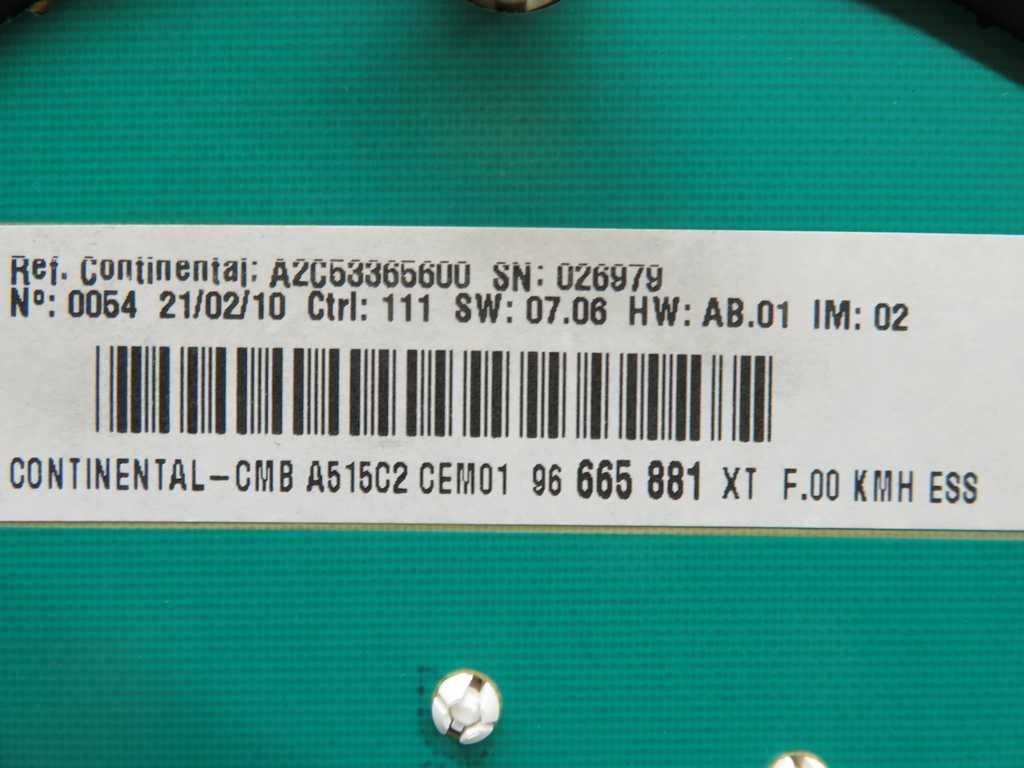 Ref. Continental: A2C53365600 SN: 026979
Nº: 0054 21/02/10 Ctrl: 111 SW: 07.06 HW: AB.01 IM: 02
CONTINENTAL-CMB A515C2 CEM01 96 665 881 XT F.00 KMH ESS